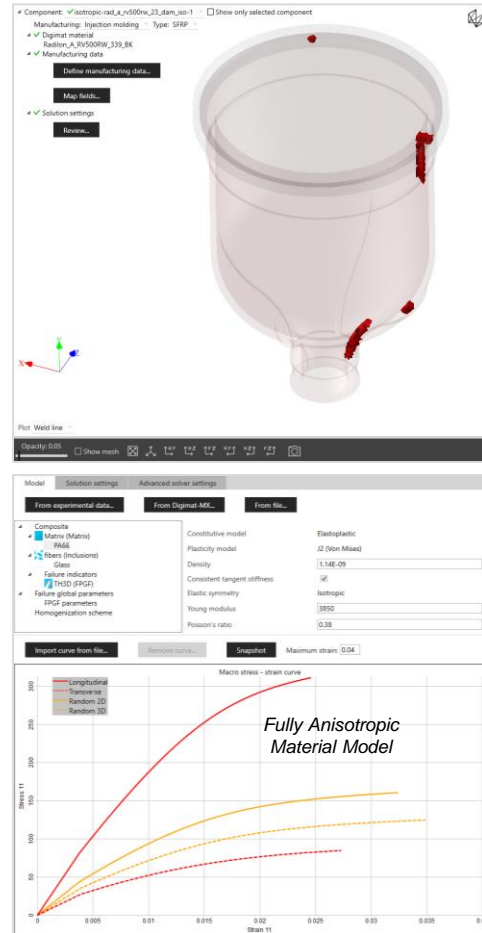 Component: isotropic-rad_a_rv500rw_23_dam_iso-1 Show only selected component
Manufacturing: Injection molding Type: SFRP
Digimat material
Radilon_A_RV500RW_339_BK
Manufacturing data
Define manufacturing data...
Map fields...
Solution settings
Review...
Y
X
Z
Plot Weld line
Opacity: 0.05 Show mesh
Model Solution settings Advanced solver settings
From experimental data... From Digimat-MX... From file...
Composite
Matrix (Matrix)
PA66
fibers (Inclusions)
Glass
Failure indicators
TH3D (FPGF)
Failure global parameters
FPGF parameters
Homogenization scheme
Constitutive model Elastoplastic
Plasticity model J2 (Von Mises)
Density 1.14E-09
Consistent tangent stiffness
Elastic symmetry Isotropic
Young modulus 3850
Poisson's ratio 0.38
Import curve from file... Remove curve... Snapshot Maximum strain: 0.04
Macro stress - strain curve
Longitudinal
Transverse
Random 2D
Random 3D
Fully Anisotropic
Material Model
Stress 11
300
250
200
150
100
50
0
0 0.005 0.01 0.015 0.02 0.025 0.03 0.035
Strain 11